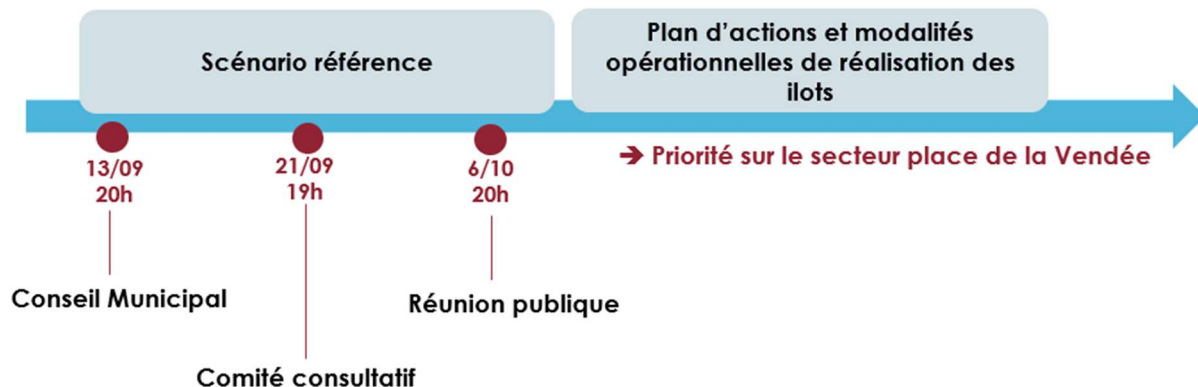 Scénario référence
Plan d'actions et modalités
opérationnelles de réalisation des
ilots
13/09
20h
21/09
19h
6/10
20h
➔ Priorité sur le secteur place de la Vendée
Conseil Municipal
Réunion publique
Comité consultatif